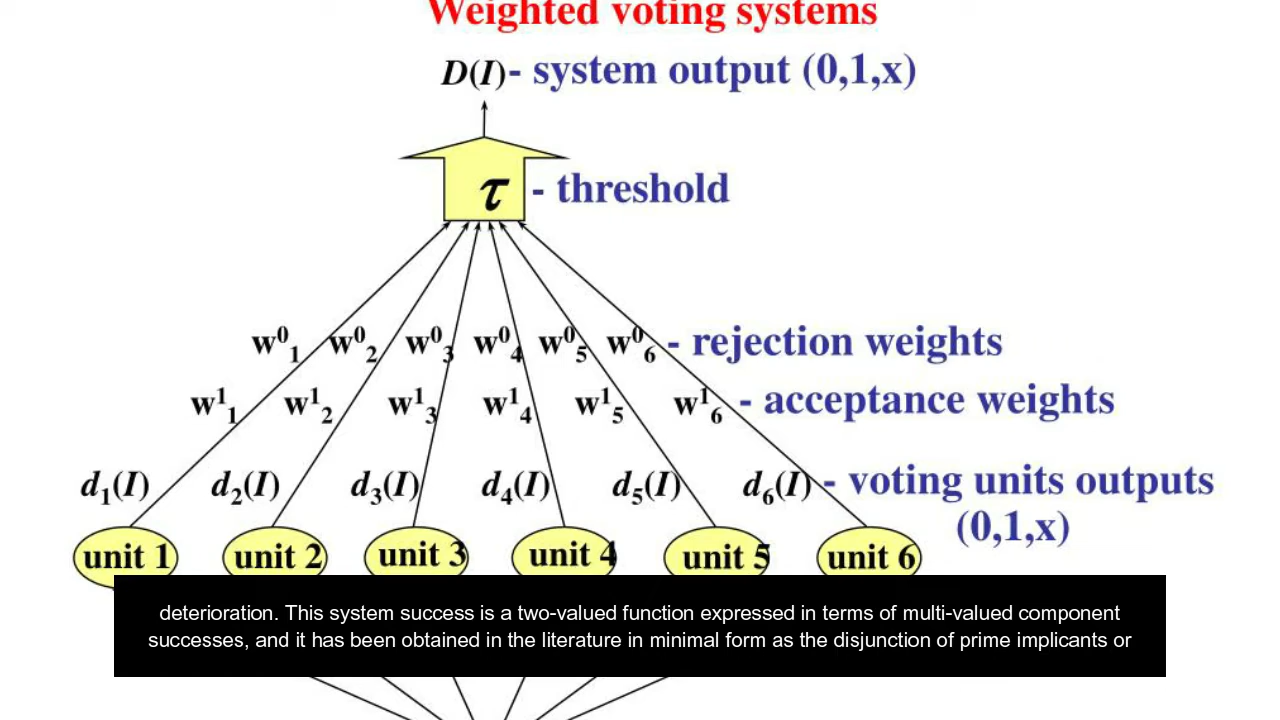 Weighted voting systems
D(I)- system output (0,1,x)
τ - threshold
w⁰₁ w⁰₂ w⁰₃ w⁰₄ w⁰₅ w⁰₆ - rejection weights
w¹₁ w¹₂ w¹₃ w¹₄ w¹₅ w¹₆ - acceptance weights
d₁(I) d₂(I) d₃(I) d₄(I) d₅(I) d₆(I) - voting units outputs
(0,1,x)
unit 1 unit 2 unit 3 unit 4 unit 5 unit 6
deterioration. This system success is a two-valued function expressed in terms of multi-valued component
successes, and it has been obtained in the literature in minimal form as the disjunction of prime implicants or